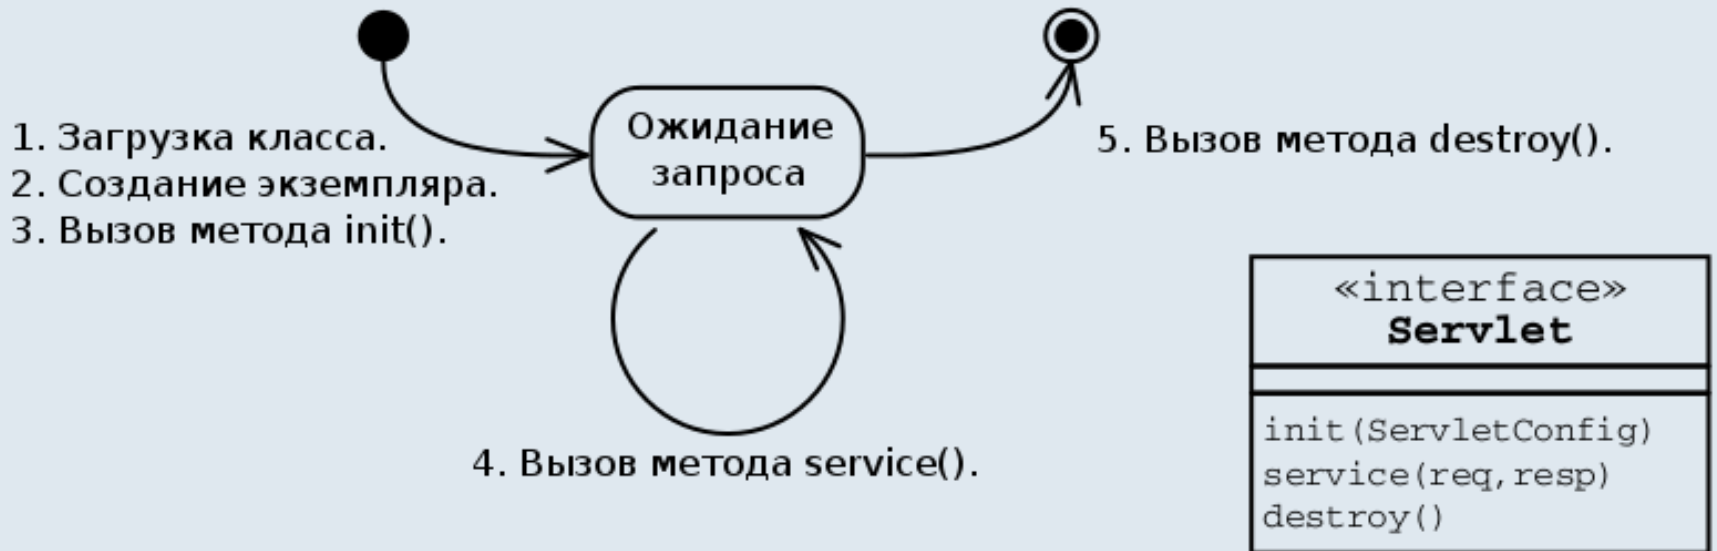 Ожидание
запроса
1. Загрузка класса.
2. Создание экземпляра.
3. Вызов метода init().
5. Вызов метода destroy().
4. Вызов метода service().
«interface»
Servlet
init(ServletConfig)
service(req,resp)
destroy()